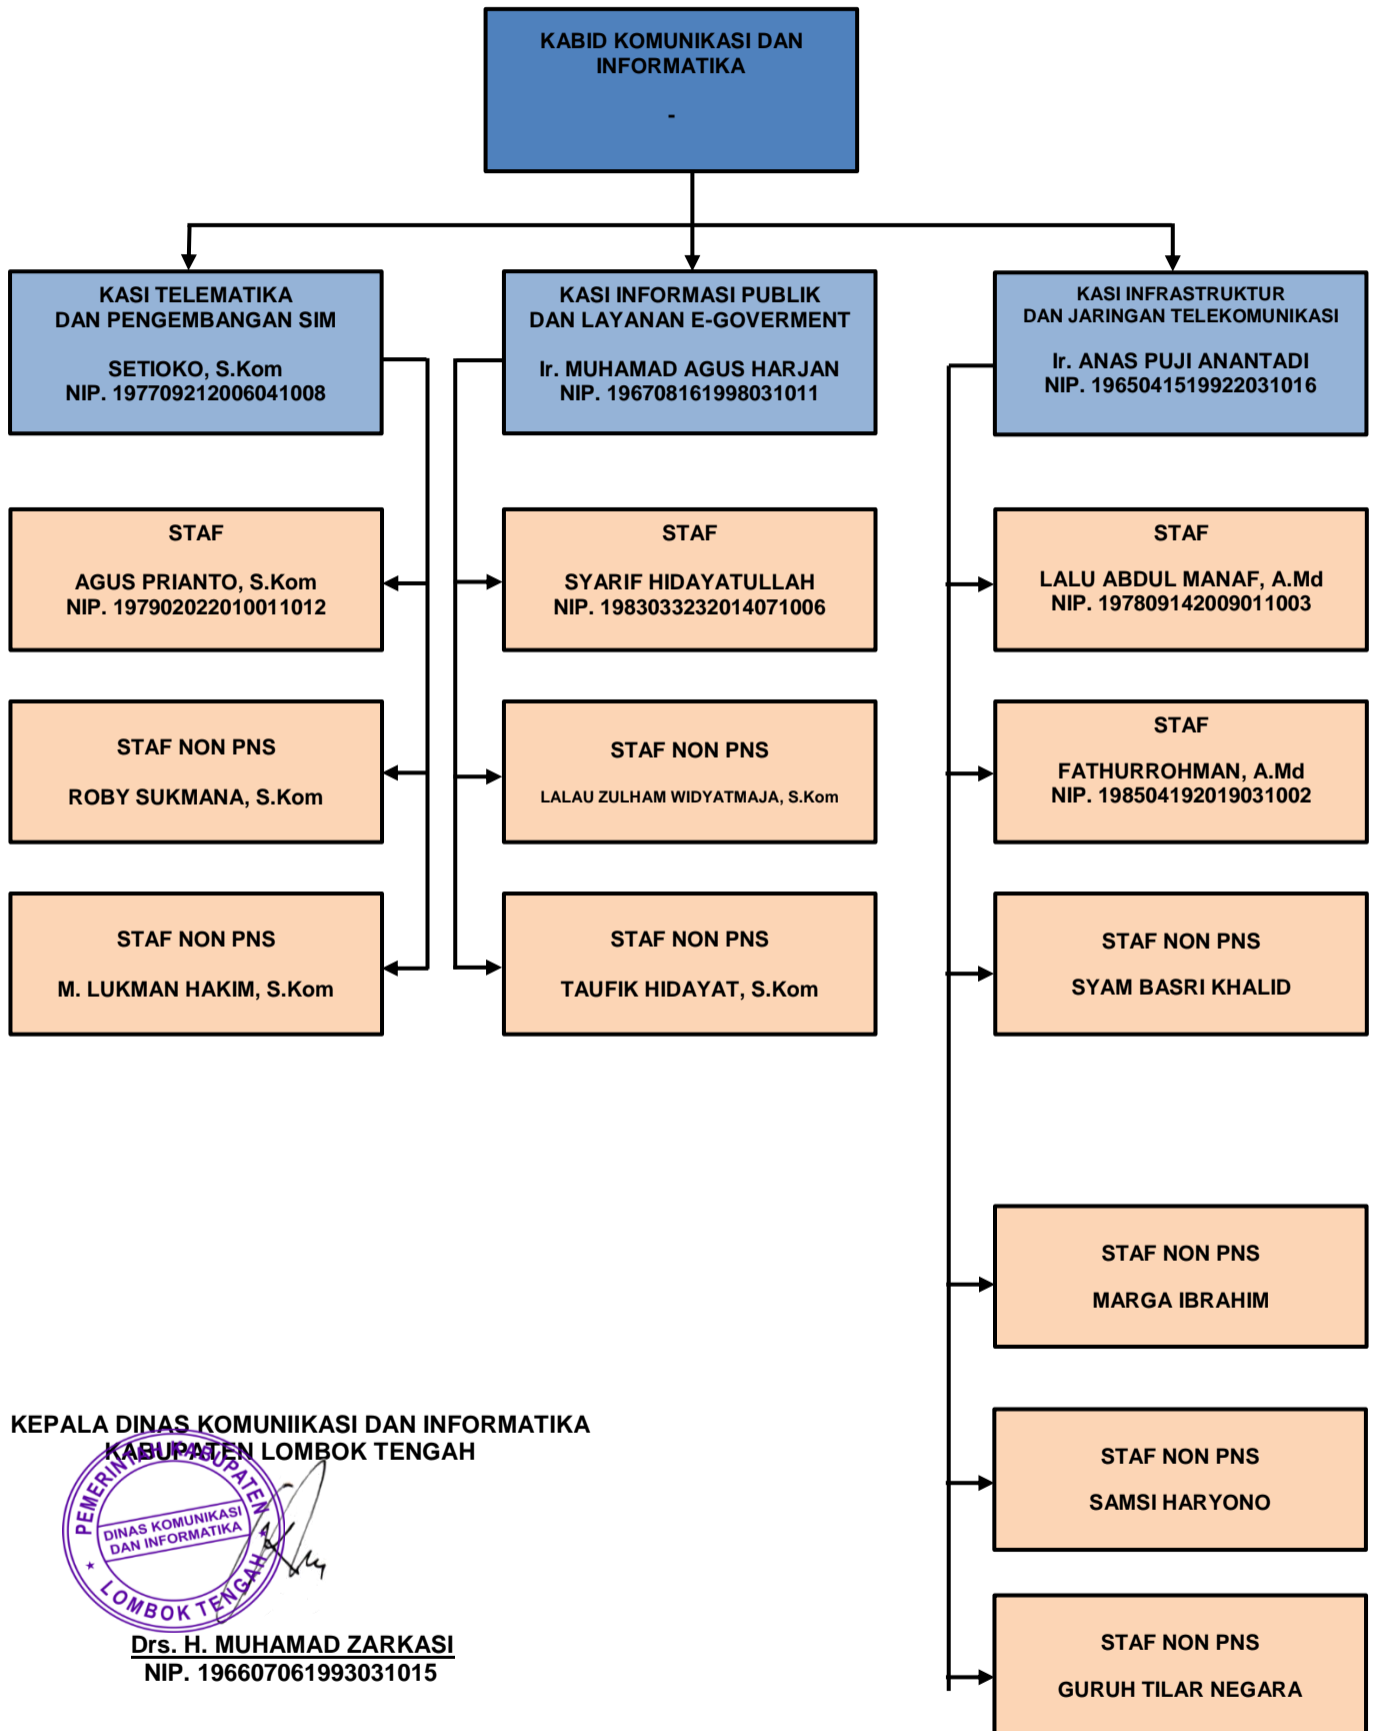 KABID KOMUNIKASI DAN
INFORMATIKA
-
KASI TELEMATIKA
DAN PENGEMBANGAN SIM
SETIOKO, S.Kom
NIP. 197709212006041008
KASI INFORMASI PUBLIK
DAN LAYANAN E-GOVERMENT
Ir. MUHAMAD AGUS HARJAN
NIP. 196708161998031011
KASI INFRASTRUKTUR
DAN JARINGAN TELEKOMUNIKASI
Ir. ANAS PUJI ANANTADI
NIP. 1965041519922031016
STAF
AGUS PRIANTO, S.Kom
NIP. 197902022010011012
STAF
SYARIF HIDAYATULLAH
NIP. 1983033232014071006
STAF
LALU ABDUL MANAF, A.Md
NIP. 197809142009011003
STAF NON PNS
ROBY SUKMANA, S.Kom
STAF NON PNS
LALAU ZULHAM WIDYATMAJA, S.Kom
STAF
FATHURROHMAN, A.Md
NIP. 198504192019031002
STAF NON PNS
M. LUKMAN HAKIM, S.Kom
STAF NON PNS
TAUFIK HIDAYAT, S.Kom
STAF NON PNS
SYAM BASRI KHALID
STAF NON PNS
MARGA IBRAHIM
STAF NON PNS
SAMSI HARYONO
STAF NON PNS
GURUH TILAR NEGARA
KEPALA DINAS KOMUNIIKASI DAN INFORMATIKA
KABUPATEN LOMBOK TENGAH
PEMERINTAH KABUPATEN
DINAS KOMUNIKASI
DAN INFORMATIKA
LOMBOK TENGAH
Drs. H. MUHAMAD ZARKASI
NIP. 196607061993031015